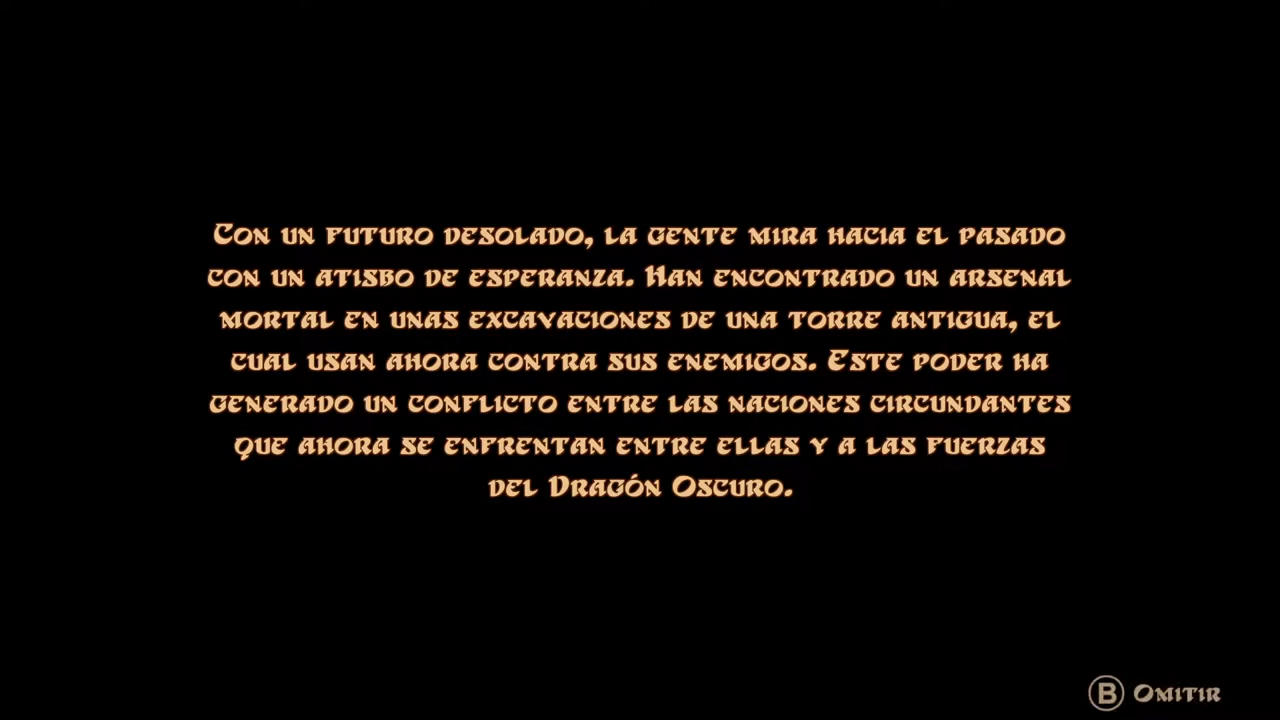 Con un futuro desolado, la gente mira hacia el pasado
con un atisbo de esperanza. Han encontrado un arsenal
mortal en unas excavaciones de una torre antigua, el
cual usan ahora contra sus enemigos. Este poder ha
generado un conflicto entre las naciones circundantes
que ahora se enfrentan entre ellas y a las fuerzas
del Dragón Oscuro.
B Omitir